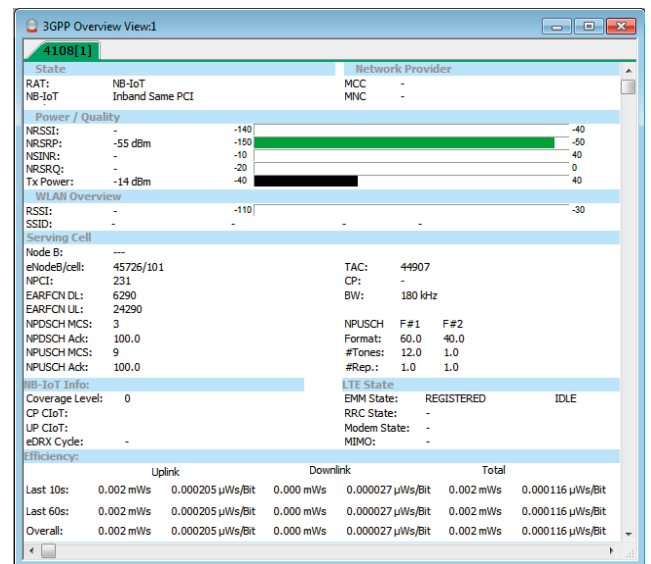 3GPP Overview View:1
4108[1]
State Network Provider
RAT: NB-IoT MCC -
NB-IoT Inband Same PCI MNC -
Power / Quality
NRSSI: - -140 -40
NRSRP: -55 dBm -150 -50
NSINR: - -10 40
NRSRQ: - -20 0
Tx Power: -14 dBm -40 40
WLAN Overview
RSSI: - -110 -30
SSID: - - - -
Serving Cell
Node B: ---
eNodeB/cell: 45726/101 TAC: 44907
NPCI: 231 CP: -
EARFCN DL: 6290 BW: 180 kHz
EARFCN UL: 24290
NPDSCH MCS: 3 NPUSCH F#1 F#2
NPDSCH Ack: 100.0 Format: 60.0 40.0
NPUSCH MCS: 9 #Tones: 12.0 1.0
NPUSCH Ack: 100.0 #Rep.: 1.0 1.0
NB-IoT Info: LTE State
Coverage Level: 0 EMM State: REGISTERED IDLE
CP CIoT: RRC State: -
UP CIoT: Modem State: -
eDRX Cycle: - MIMO: -
Efficiency:
Uplink Downlink Total
Last 10s: 0.002 mWs 0.000205 µWs/Bit 0.000 mWs 0.000027 µWs/Bit 0.002 mWs 0.000116 µWs/Bit
Last 60s: 0.002 mWs 0.000205 µWs/Bit 0.000 mWs 0.000027 µWs/Bit 0.002 mWs 0.000116 µWs/Bit
Overall: 0.002 mWs 0.000205 µWs/Bit 0.000 mWs 0.000027 µWs/Bit 0.002 mWs 0.000116 µWs/Bit